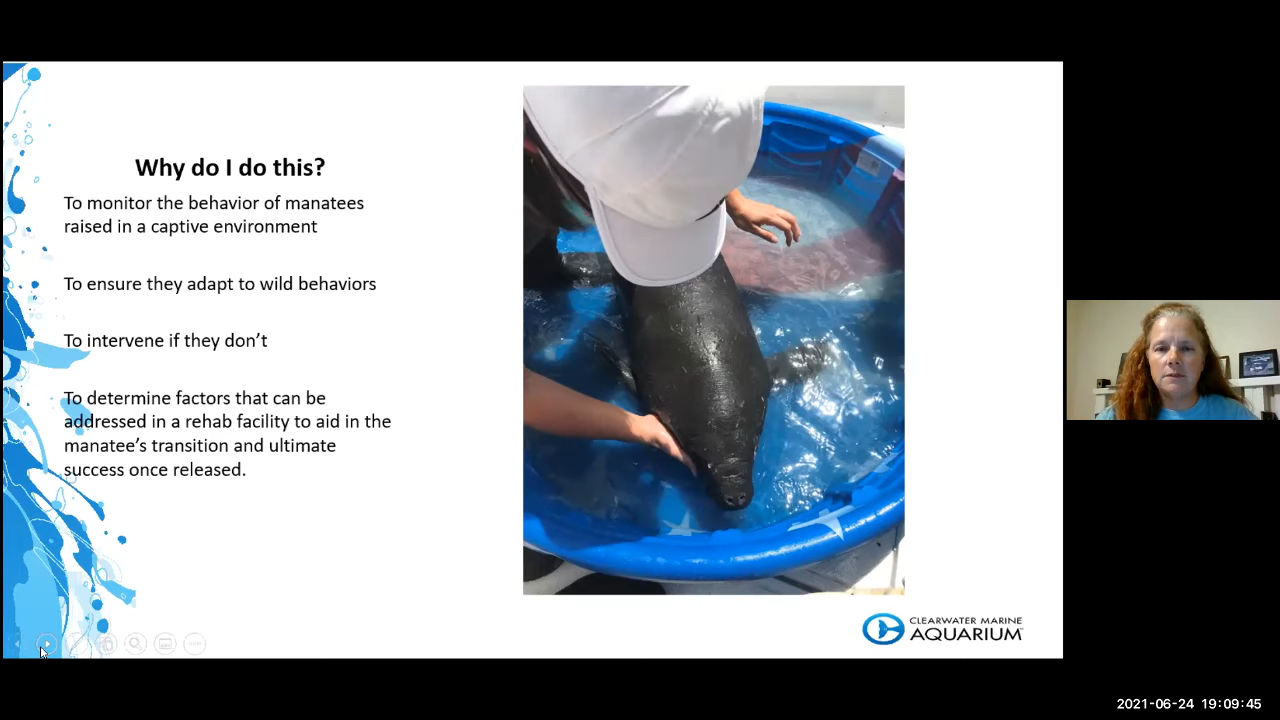 Why do I do this?
To monitor the behavior of manatees
raised in a captive environment
To ensure they adapt to wild behaviors
To intervene if they don't
To determine factors that can be
addressed in a rehab facility to aid in the
manatee's transition and ultimate
success once released.
CLEARWATER MARINE
AQUARIUM
2021-06-24 19:09:45